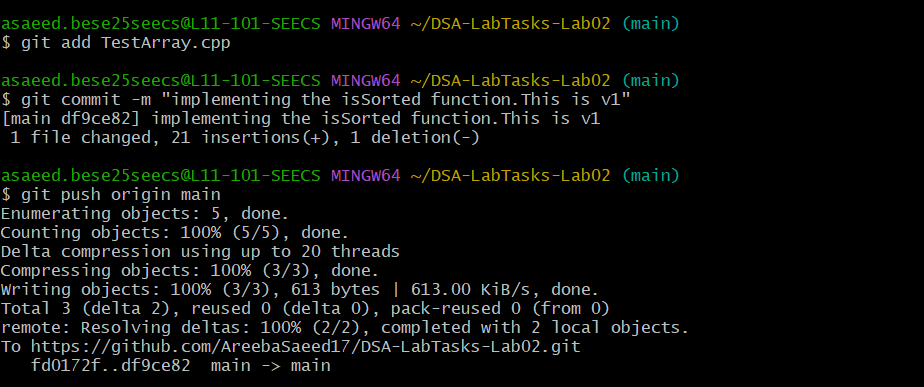 asaeed.bese25seecs@L11-101-SEECS MINGW64 ~/DSA-LabTasks-Lab02 (main)
$ git add TestArray.cpp
asaeed.bese25seecs@L11-101-SEECS MINGW64 ~/DSA-LabTasks-Lab02 (main)
$ git commit -m "implementing the isSorted function.This is v1"
[main df9ce82] implementing the isSorted function.This is v1
 1 file changed, 21 insertions(+), 1 deletion(-)
asaeed.bese25seecs@L11-101-SEECS MINGW64 ~/DSA-LabTasks-Lab02 (main)
$ git push origin main
Enumerating objects: 5, done.
Counting objects: 100% (5/5), done.
Delta compression using up to 20 threads
Compressing objects: 100% (3/3), done.
Writing objects: 100% (3/3), 613 bytes | 613.00 KiB/s, done.
Total 3 (delta 2), reused 0 (delta 0), pack-reused 0 (from 0)
remote: Resolving deltas: 100% (2/2), completed with 2 local objects.
To https://github.com/AreebaSaeed17/DSA-LabTasks-Lab02.git
   fd0172f..df9ce82  main -> main